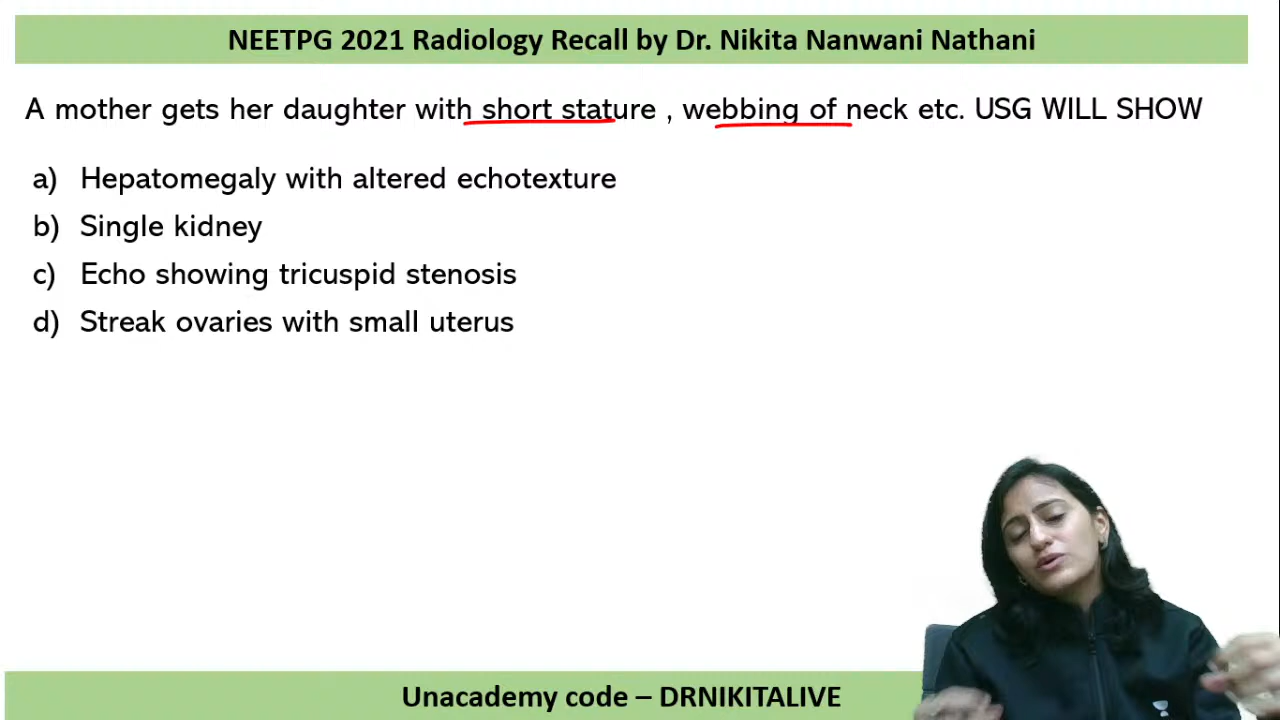 NEETPG 2021 Radiology Recall by Dr. Nikita Nanwani Nathani
A mother gets her daughter with short stature , webbing of neck etc. USG WILL SHOW
a) Hepatomegaly with altered echotexture
b) Single kidney
c) Echo showing tricuspid stenosis
d) Streak ovaries with small uterus
Unacademy code – DRNIKITALIVE